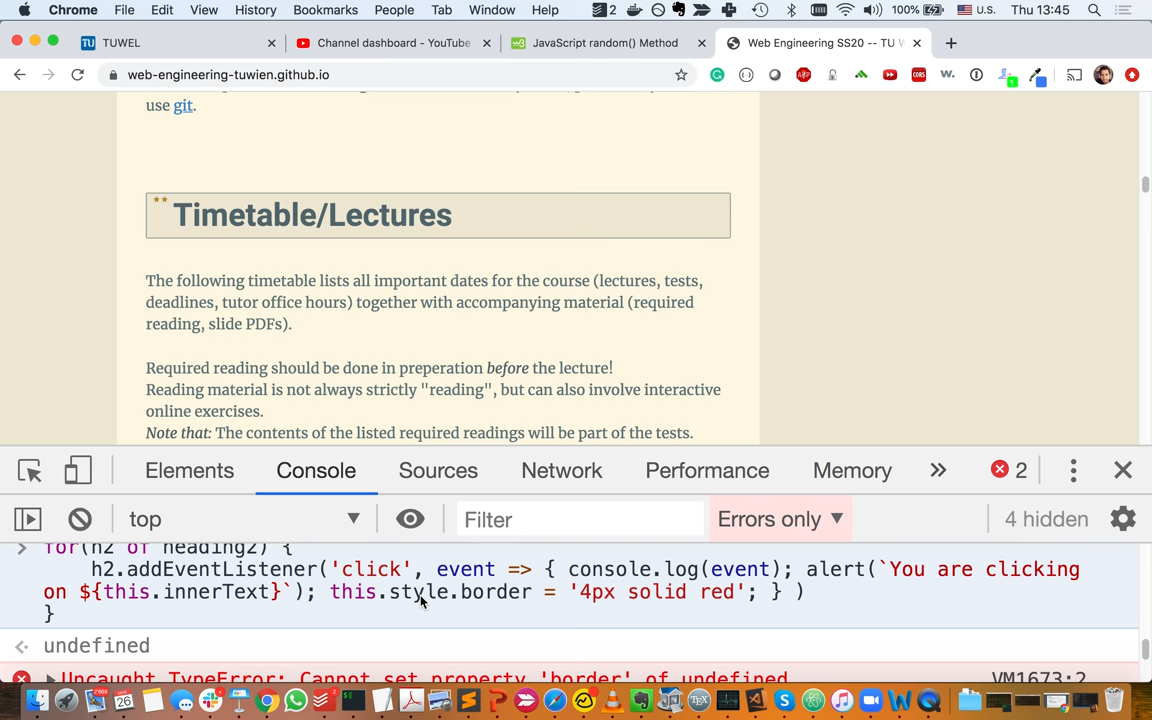 Chrome File Edit View History Bookmarks People Tab Window Help 2 100% U.S. Thu 13:45
TU TUWEL Channel dashboard - YouTube JavaScript random() Method Web Engineering SS20 -- TU W
web-engineering-tuwien.github.io
use git.
** Timetable/Lectures
The following timetable lists all important dates for the course (lectures, tests,
deadlines, tutor office hours) together with accompanying material (required
reading, slide PDFs).
Required reading should be done in preperation before the lecture!
Reading material is not always strictly "reading", but can also involve interactive
online exercises.
Note that: The contents of the listed required readings will be part of the tests.
Elements Console Sources Network Performance Memory » 2
top Filter Errors only 4 hidden
for(h2 of heading2) {
h2.addEventListener('click', event => { console.log(event); alert(`You are clicking
on ${this.innerText}`); this.style.border = '4px solid red'; } )
}
undefined
Uncaught TypeError: Cannot set property 'border' of undefined VM1673:2